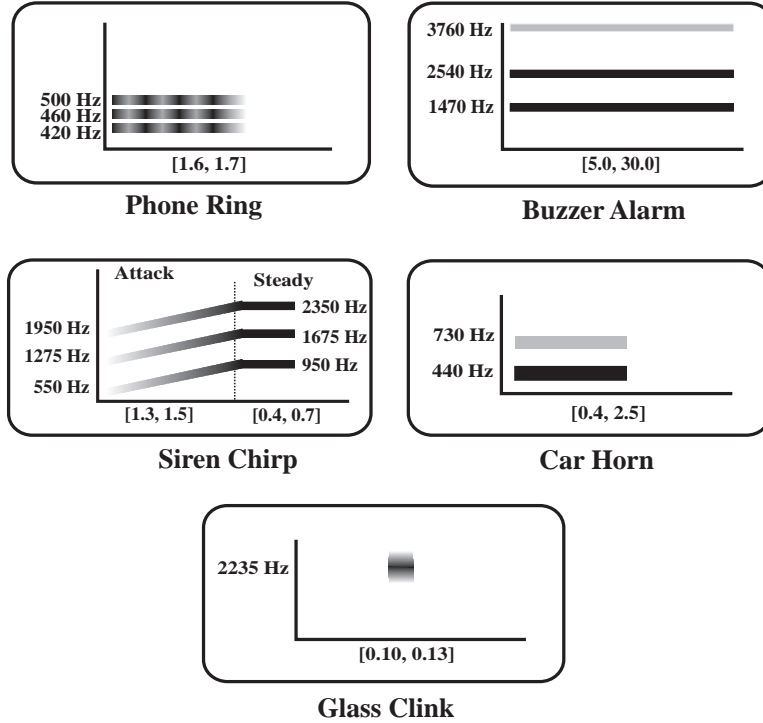 500 Hz
460 Hz
420 Hz
[1.6, 1.7]
Phone Ring
3760 Hz
2540 Hz
1470 Hz
[5.0, 30.0]
Buzzer Alarm
Attack
Steady
1950 Hz
1275 Hz
550 Hz
2350 Hz
1675 Hz
950 Hz
[1.3, 1.5]
[0.4, 0.7]
Siren Chirp
730 Hz
440 Hz
[0.4, 2.5]
Car Horn
2235 Hz
[0.10, 0.13]
Glass Clink